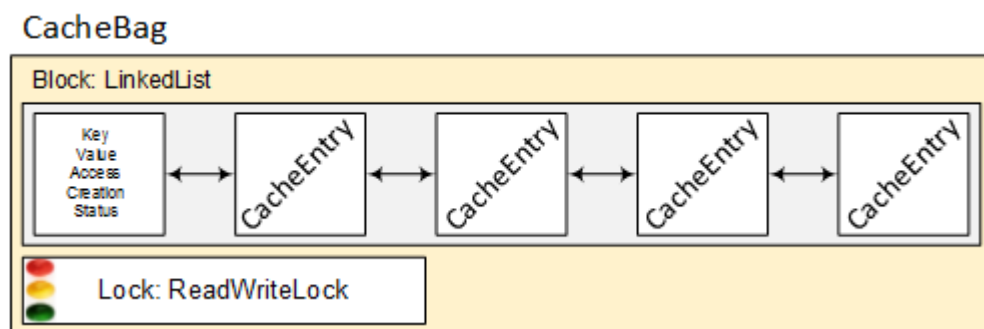 CacheBag
Block: LinkedList
Key
Value
Access
Creation
Status
CacheEntry
CacheEntry
CacheEntry
CacheEntry
Lock: ReadWriteLock